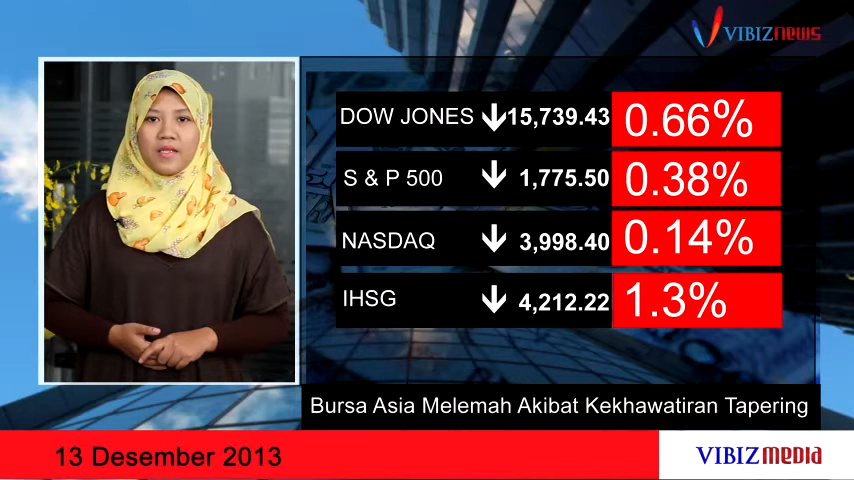 VIBIZnews
DOW JONES 15,739.43 0.66%
S & P 500 1,775.50 0.38%
NASDAQ 3,998.40 0.14%
IHSG 4,212.22 1.3%
Bursa Asia Melemah Akibat Kekhawatiran Tapering
13 Desember 2013
VIBIZmedia